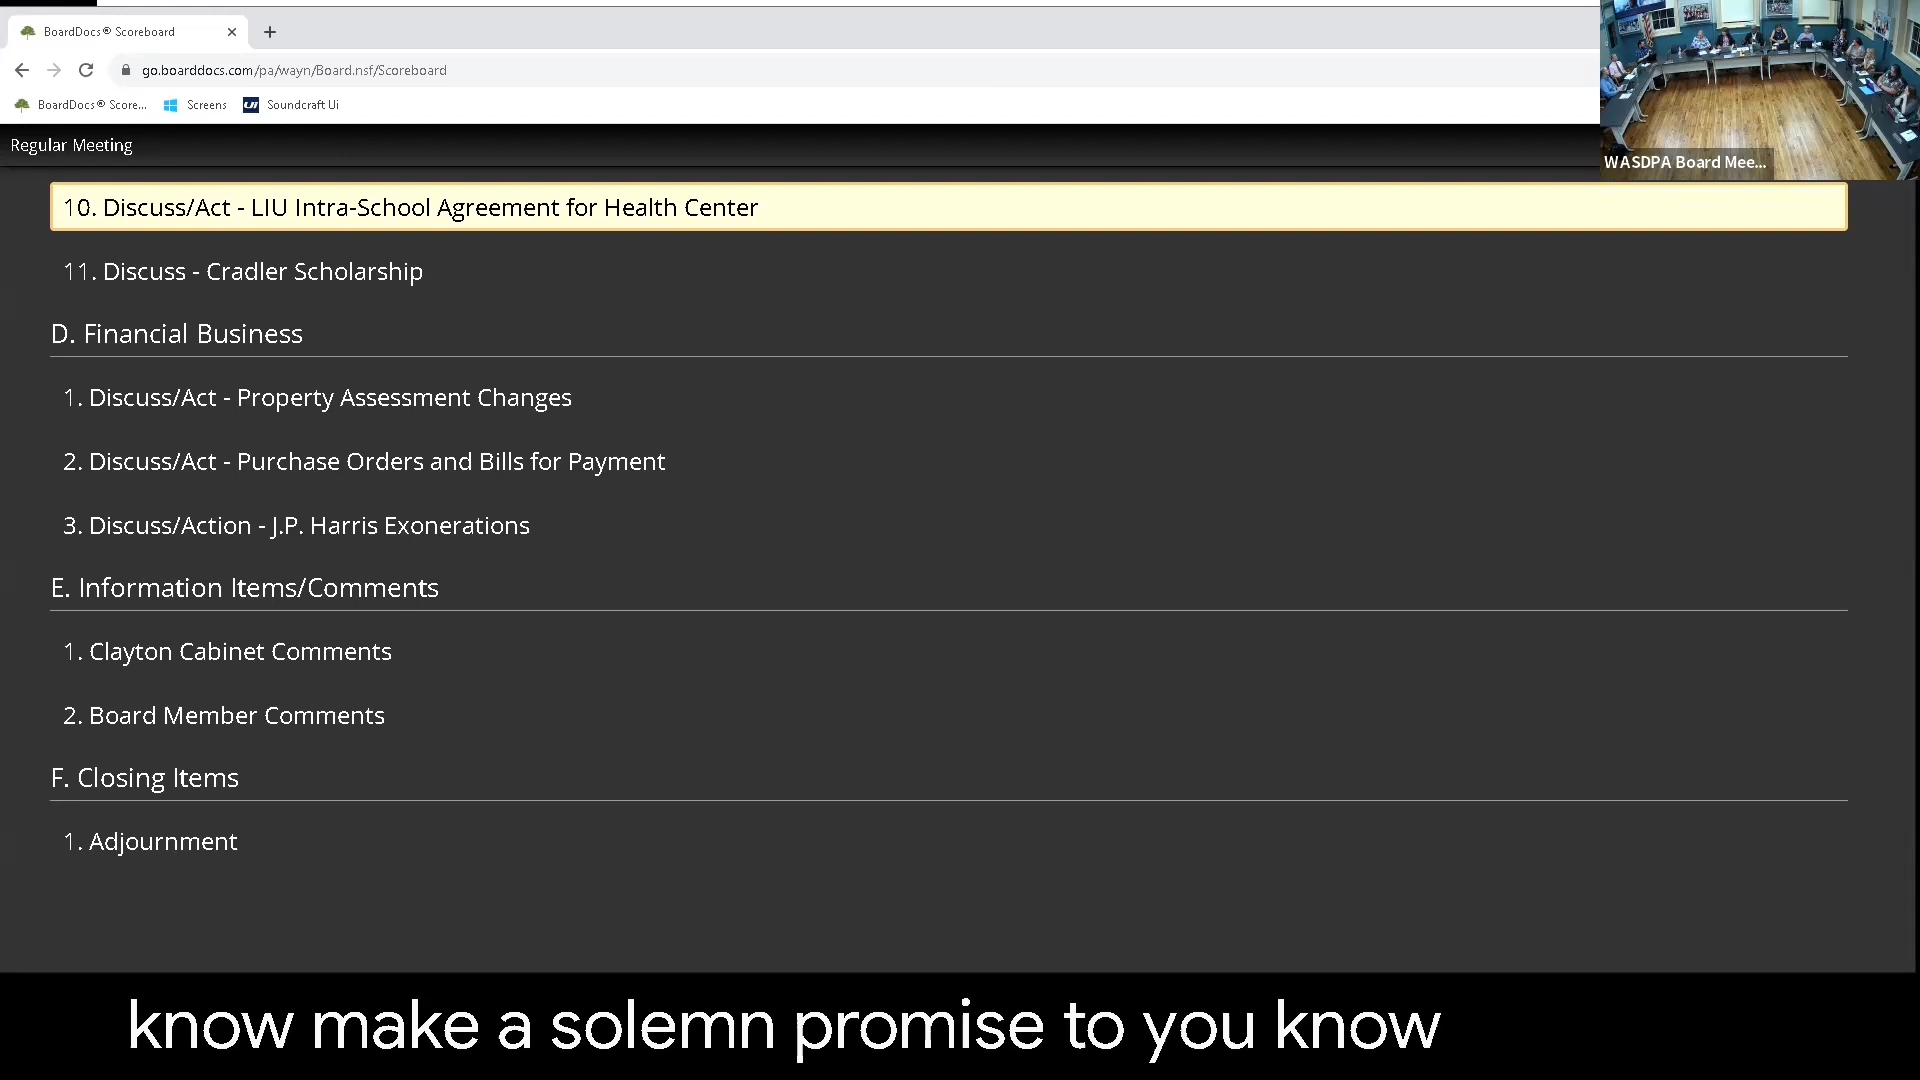 BoardDocs® Scoreboard
go.boarddocs.com/pa/wayn/Board.nsf/Scoreboard
BoardDocs® Score... Screens Soundcraft Ui
WASDPA Board Mee...
Regular Meeting
10. Discuss/Act - LIU Intra-School Agreement for Health Center
11. Discuss - Cradler Scholarship
D. Financial Business
1. Discuss/Act - Property Assessment Changes
2. Discuss/Act - Purchase Orders and Bills for Payment
3. Discuss/Action - J.P. Harris Exonerations
E. Information Items/Comments
1. Clayton Cabinet Comments
2. Board Member Comments
F. Closing Items
1. Adjournment
know make a solemn promise to you know